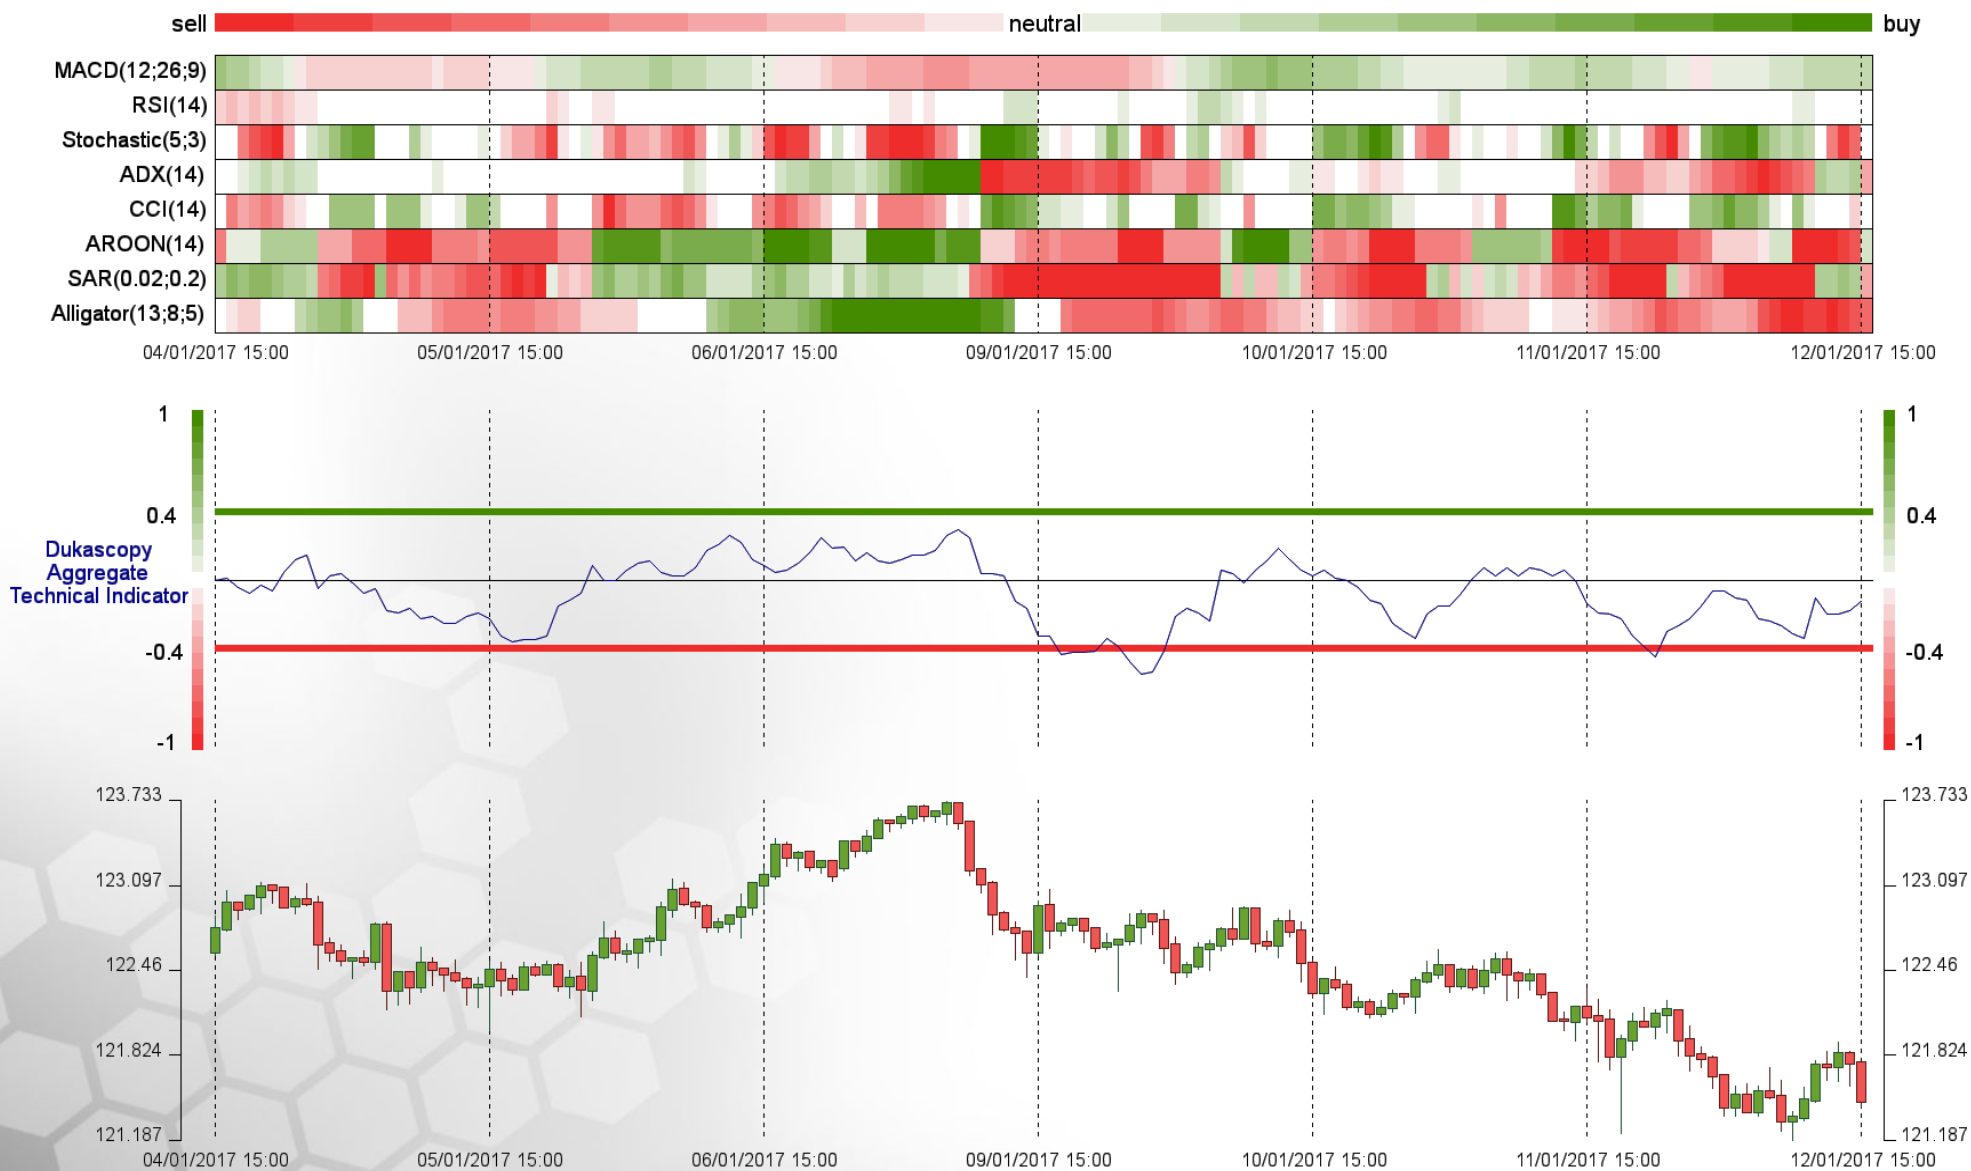 sell neutral buy
MACD(12;26;9)
RSI(14)
Stochastic(5;3)
ADX(14)
CCI(14)
AROON(14)
SAR(0.02;0.2)
Alligator(13;8;5)
04/01/2017 15:00 05/01/2017 15:00 06/01/2017 15:00 09/01/2017 15:00 10/01/2017 15:00 11/01/2017 15:00 12/01/2017 15:00
1 1
0.4 0.4
Dukascopy
Aggregate
Technical Indicator
-0.4 -0.4
-1 -1
123.733 123.733
123.097 123.097
122.46 122.46
121.824 121.824
121.187 121.187
04/01/2017 15:00 05/01/2017 15:00 06/01/2017 15:00 09/01/2017 15:00 10/01/2017 15:00 11/01/2017 15:00 12/01/2017 15:00